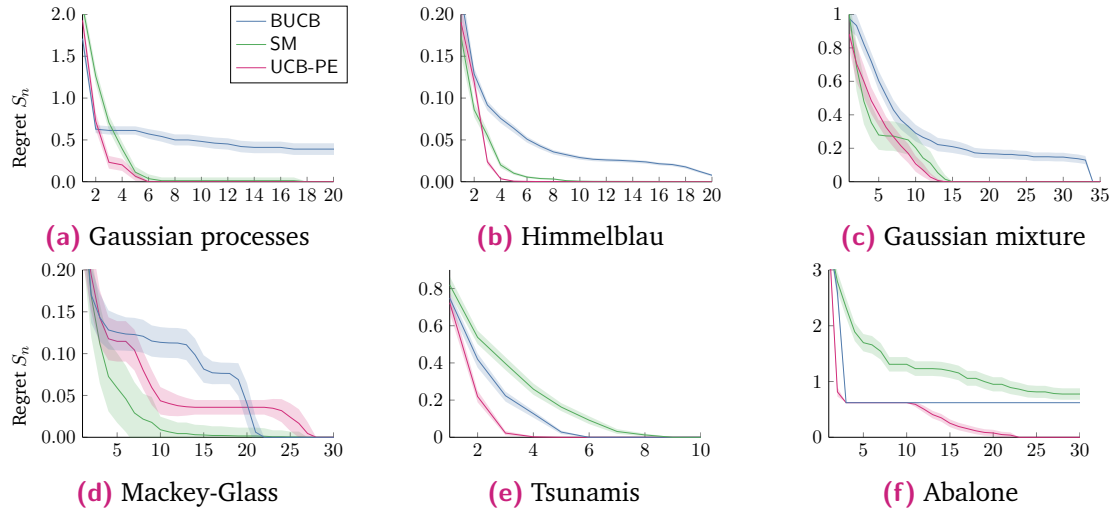 2.0
1.5
1.0
0.5
0.0
Regret Sₙ
BUCB
SM
UCB-PE
2 4 6 8 10 12 14 16 18 20
(a) Gaussian processes
0.20
0.15
0.10
0.05
0.00
2 4 6 8 10 12 14 16 18 20
(b) Himmelblau
1
0.8
0.6
0.4
0.2
0
5 10 15 20 25 30 35
(c) Gaussian mixture
0.20
0.15
0.10
0.05
0.00
Regret Sₙ
5 10 15 20 25 30
(d) Mackey-Glass
0.8
0.6
0.4
0.2
0
2 4 6 8 10
(e) Tsunamis
3
2
1
0
5 10 15 20 25 30
(f) Abalone